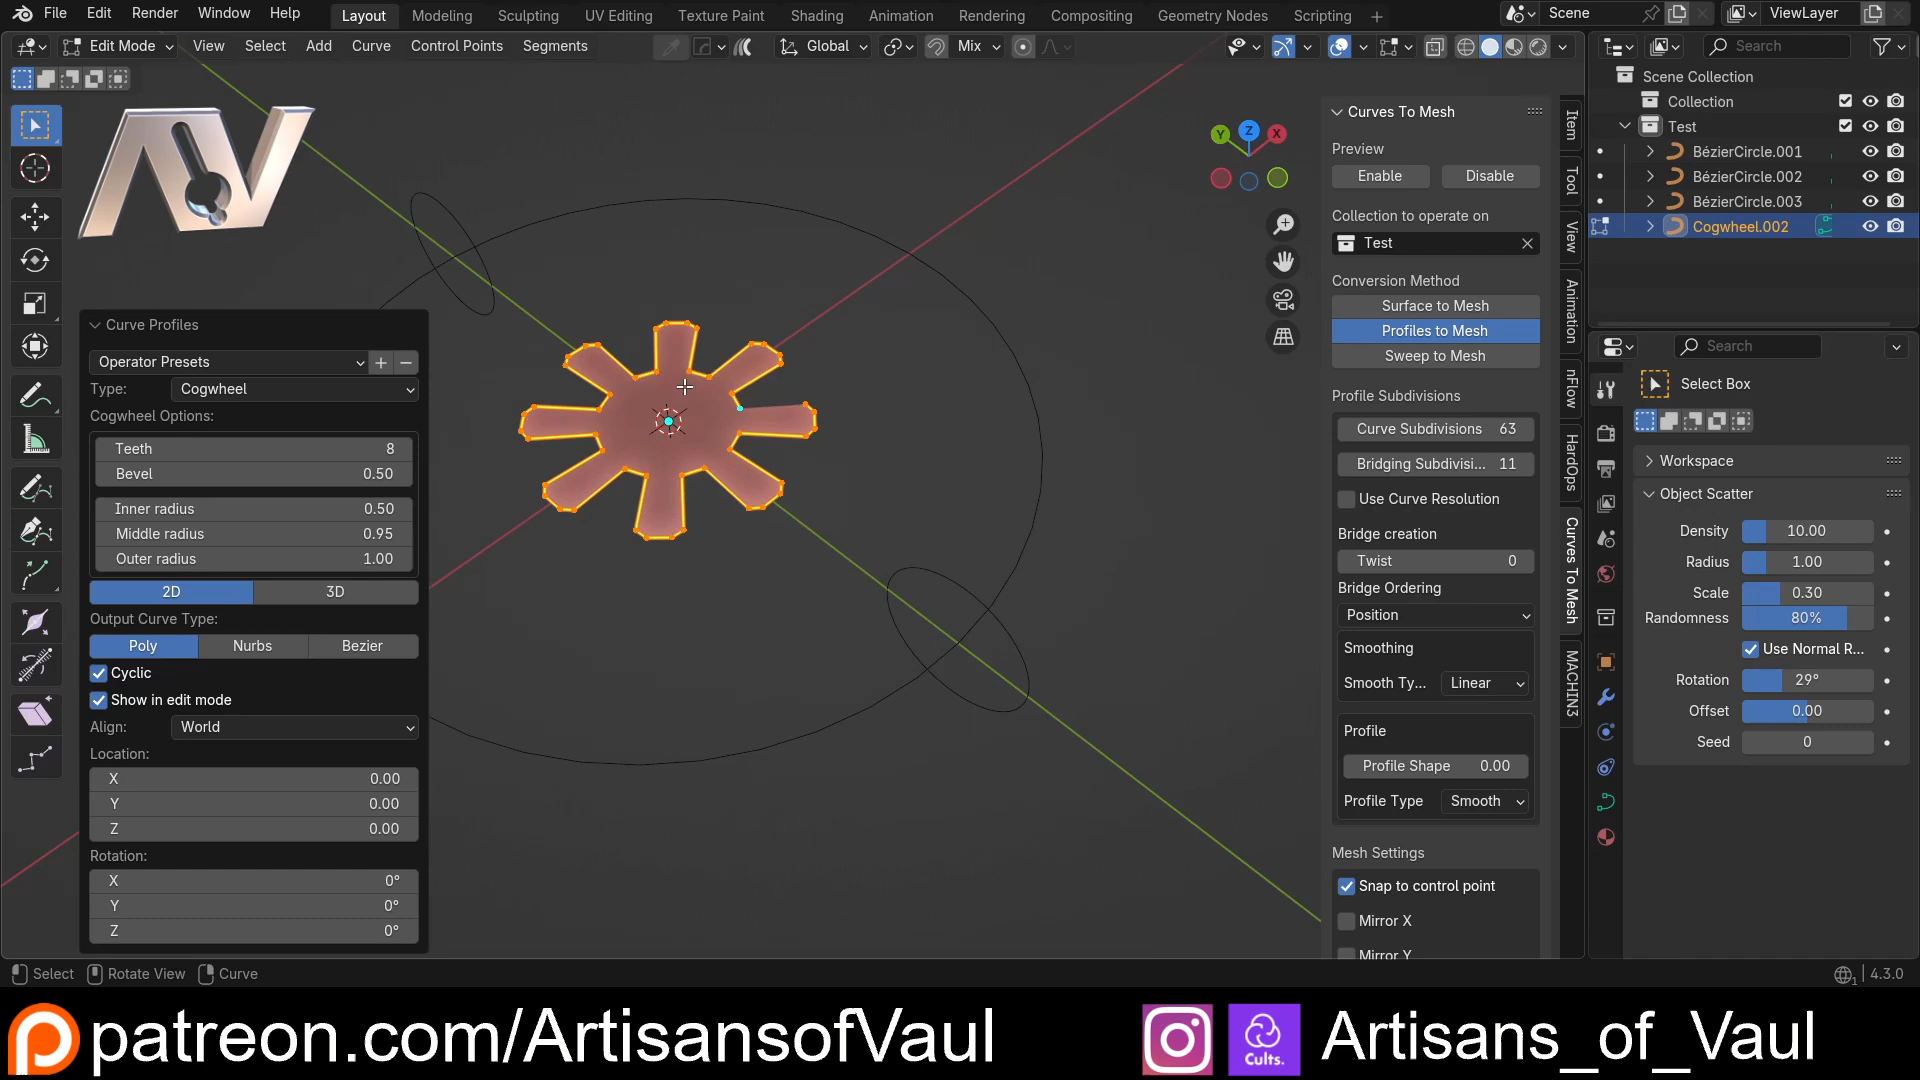 File Edit Render Window Help Layout Modeling Sculpting UV Editing Texture Paint Shading Animation Rendering Compositing Geometry Nodes Scripting + Scene ViewLayer
Edit Mode View Select Add Curve Control Points Segments Global Mix Search
AV
Y Z X
Curve Profiles
Operator Presets
Type: Cogwheel
Cogwheel Options:
Teeth 8
Bevel 0.50
Inner radius 0.50
Middle radius 0.95
Outer radius 1.00
2D 3D
Output Curve Type:
Poly Nurbs Bezier
Cyclic
Show in edit mode
Align: World
Location:
X 0.00
Y 0.00
Z 0.00
Rotation:
X 0°
Y 0°
Z 0°
Curves To Mesh
Preview
Enable Disable
Collection to operate on
Test
Conversion Method
Surface to Mesh
Profiles to Mesh
Sweep to Mesh
Profile Subdivisions
Curve Subdivisions 63
Bridging Subdivisi... 11
Use Curve Resolution
Bridge creation
Twist 0
Bridge Ordering
Position
Smoothing
Smooth Ty... Linear
Profile
Profile Shape 0.00
Profile Type Smooth
Mesh Settings
Snap to control point
Mirror X
Mirror Y
Item
Tool
View
Animation
nFlow
HardOps
Curves To Mesh
MACHIN3
Scene Collection
Collection
Test
BézierCircle.001
BézierCircle.002
BézierCircle.003
Cogwheel.002
Search
Select Box
Workspace
Object Scatter
Density 10.00
Radius 1.00
Scale 0.30
Randomness 80%
Use Normal R...
Rotation 29°
Offset 0.00
Seed 0
Select Rotate View Curve 4.3.0
patreon.com/ArtisansofVaul Cults. Artisans_of_Vaul